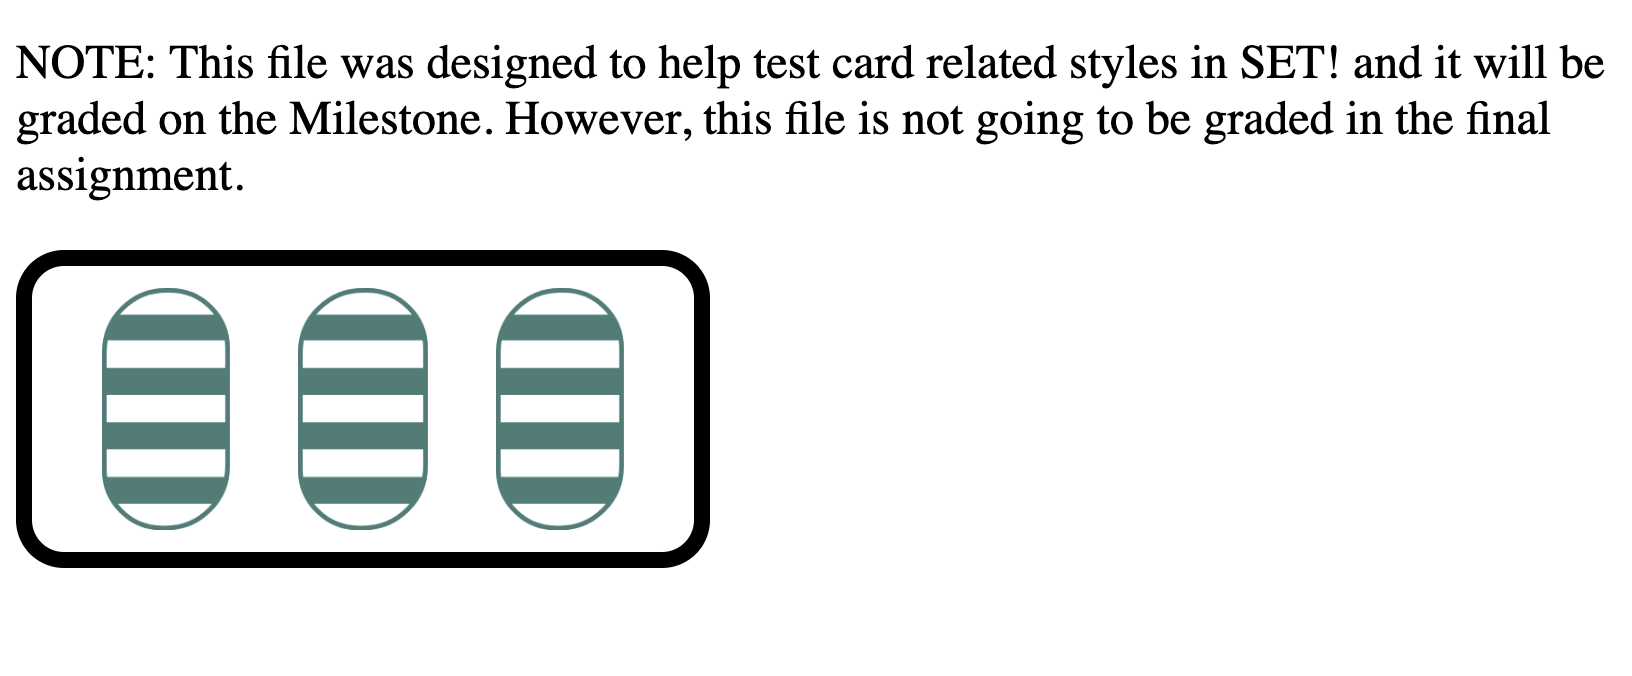 NOTE: This file was designed to help test card related styles in SET! and it will be
graded on the Milestone. However, this file is not going to be graded in the final
assignment.